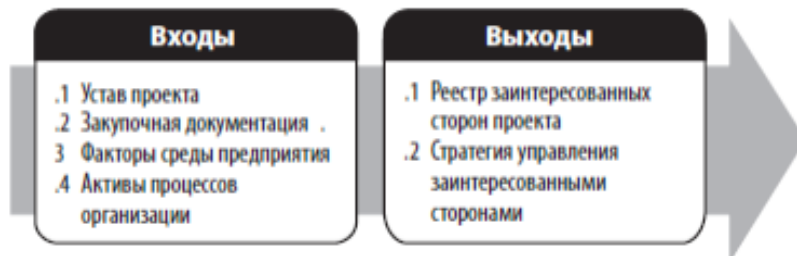 Входы
.1 Устав проекта
.2 Закупочная документация .
3 Факторы среды предприятия
.4 Активы процессов
организации
Выходы
.1 Реестр заинтересованных
сторон проекта
.2 Стратегия управления
заинтересованными
сторонами